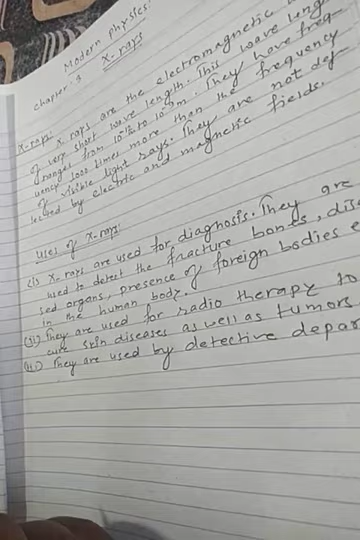 Modern Physics:
Chapter: 3 X-rays
X-rays: X rays are the electromagnetic
of very short wave length. This wave leng
ranges from 10 to 10 m. They have freq
uency 1000 times more than the frequency
of visible light rays. They are not def
lected by electric and magnetic fields.
Uses of X-rays:
(i) X-rays are used for diagnosis. They are
used to detect the fracture bones, dise
sed organs, presence of foreign bodies e
in the human body.
(ii) They are used for radio therapy to
cure skin diseases as well as tumors
(iii) They are used by detective depar